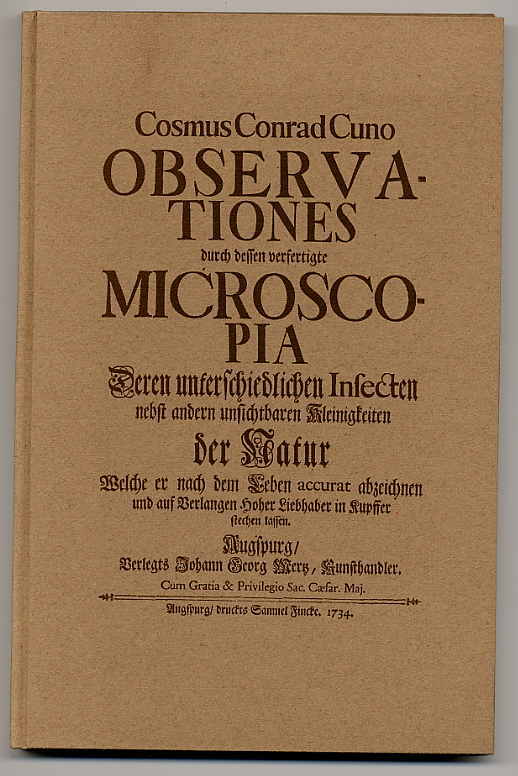 Cosmus Conrad Cuno
OBSERVA-
TIONES
durch dessen verfertigte
MICROSCO-
PIA
Deren unterschiedlichen Insecten
nebst andern unsichtbaren Kleinigkeiten
der Natur
Welche er nach dem Leben accurat abzeichnen
und auf Verlangen Hoher Liebhaber in Kupffer
stechen lassen.
Augspurg/
Verlegts Johann Georg Mertz, Kunsthandler.
Cum Gratia & Privilegio Sac. Cæsar. Maj.
Augspurg/ druckts Samuel Fincke. 1734.